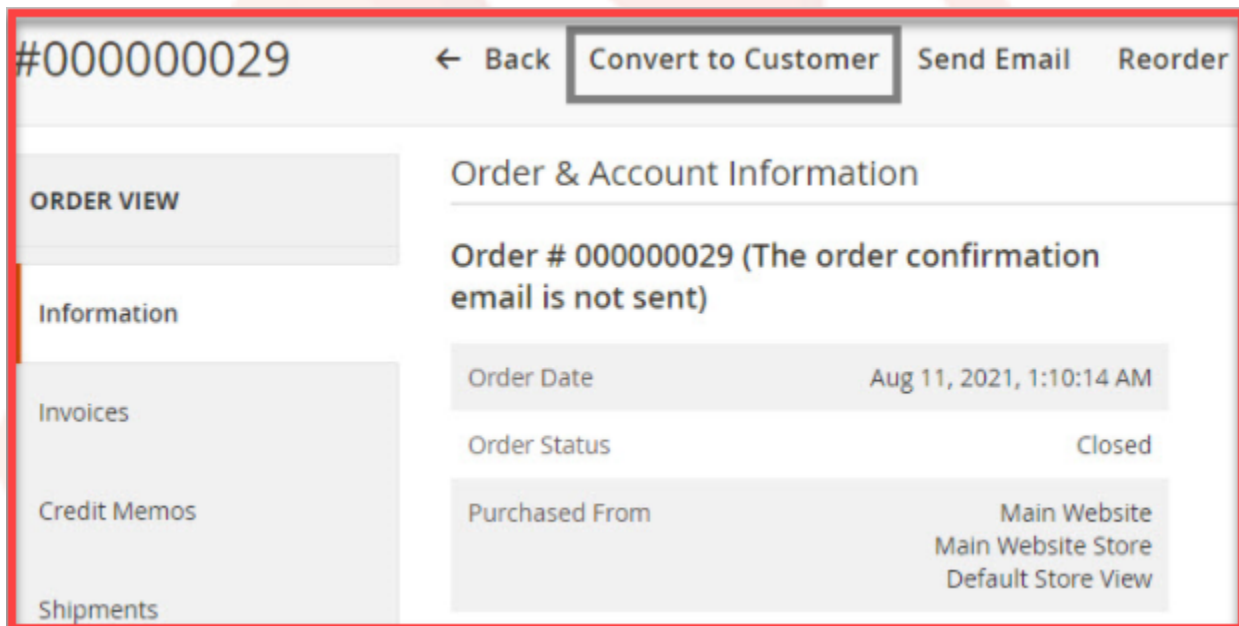 #000000029
← Back Convert to Customer Send Email Reorder
ORDER VIEW
Information
Invoices
Credit Memos
Shipments
Order & Account Information
Order # 000000029 (The order confirmation
email is not sent)
Order Date Aug 11, 2021, 1:10:14 AM
Order Status Closed
Purchased From Main Website
Main Website Store
Default Store View